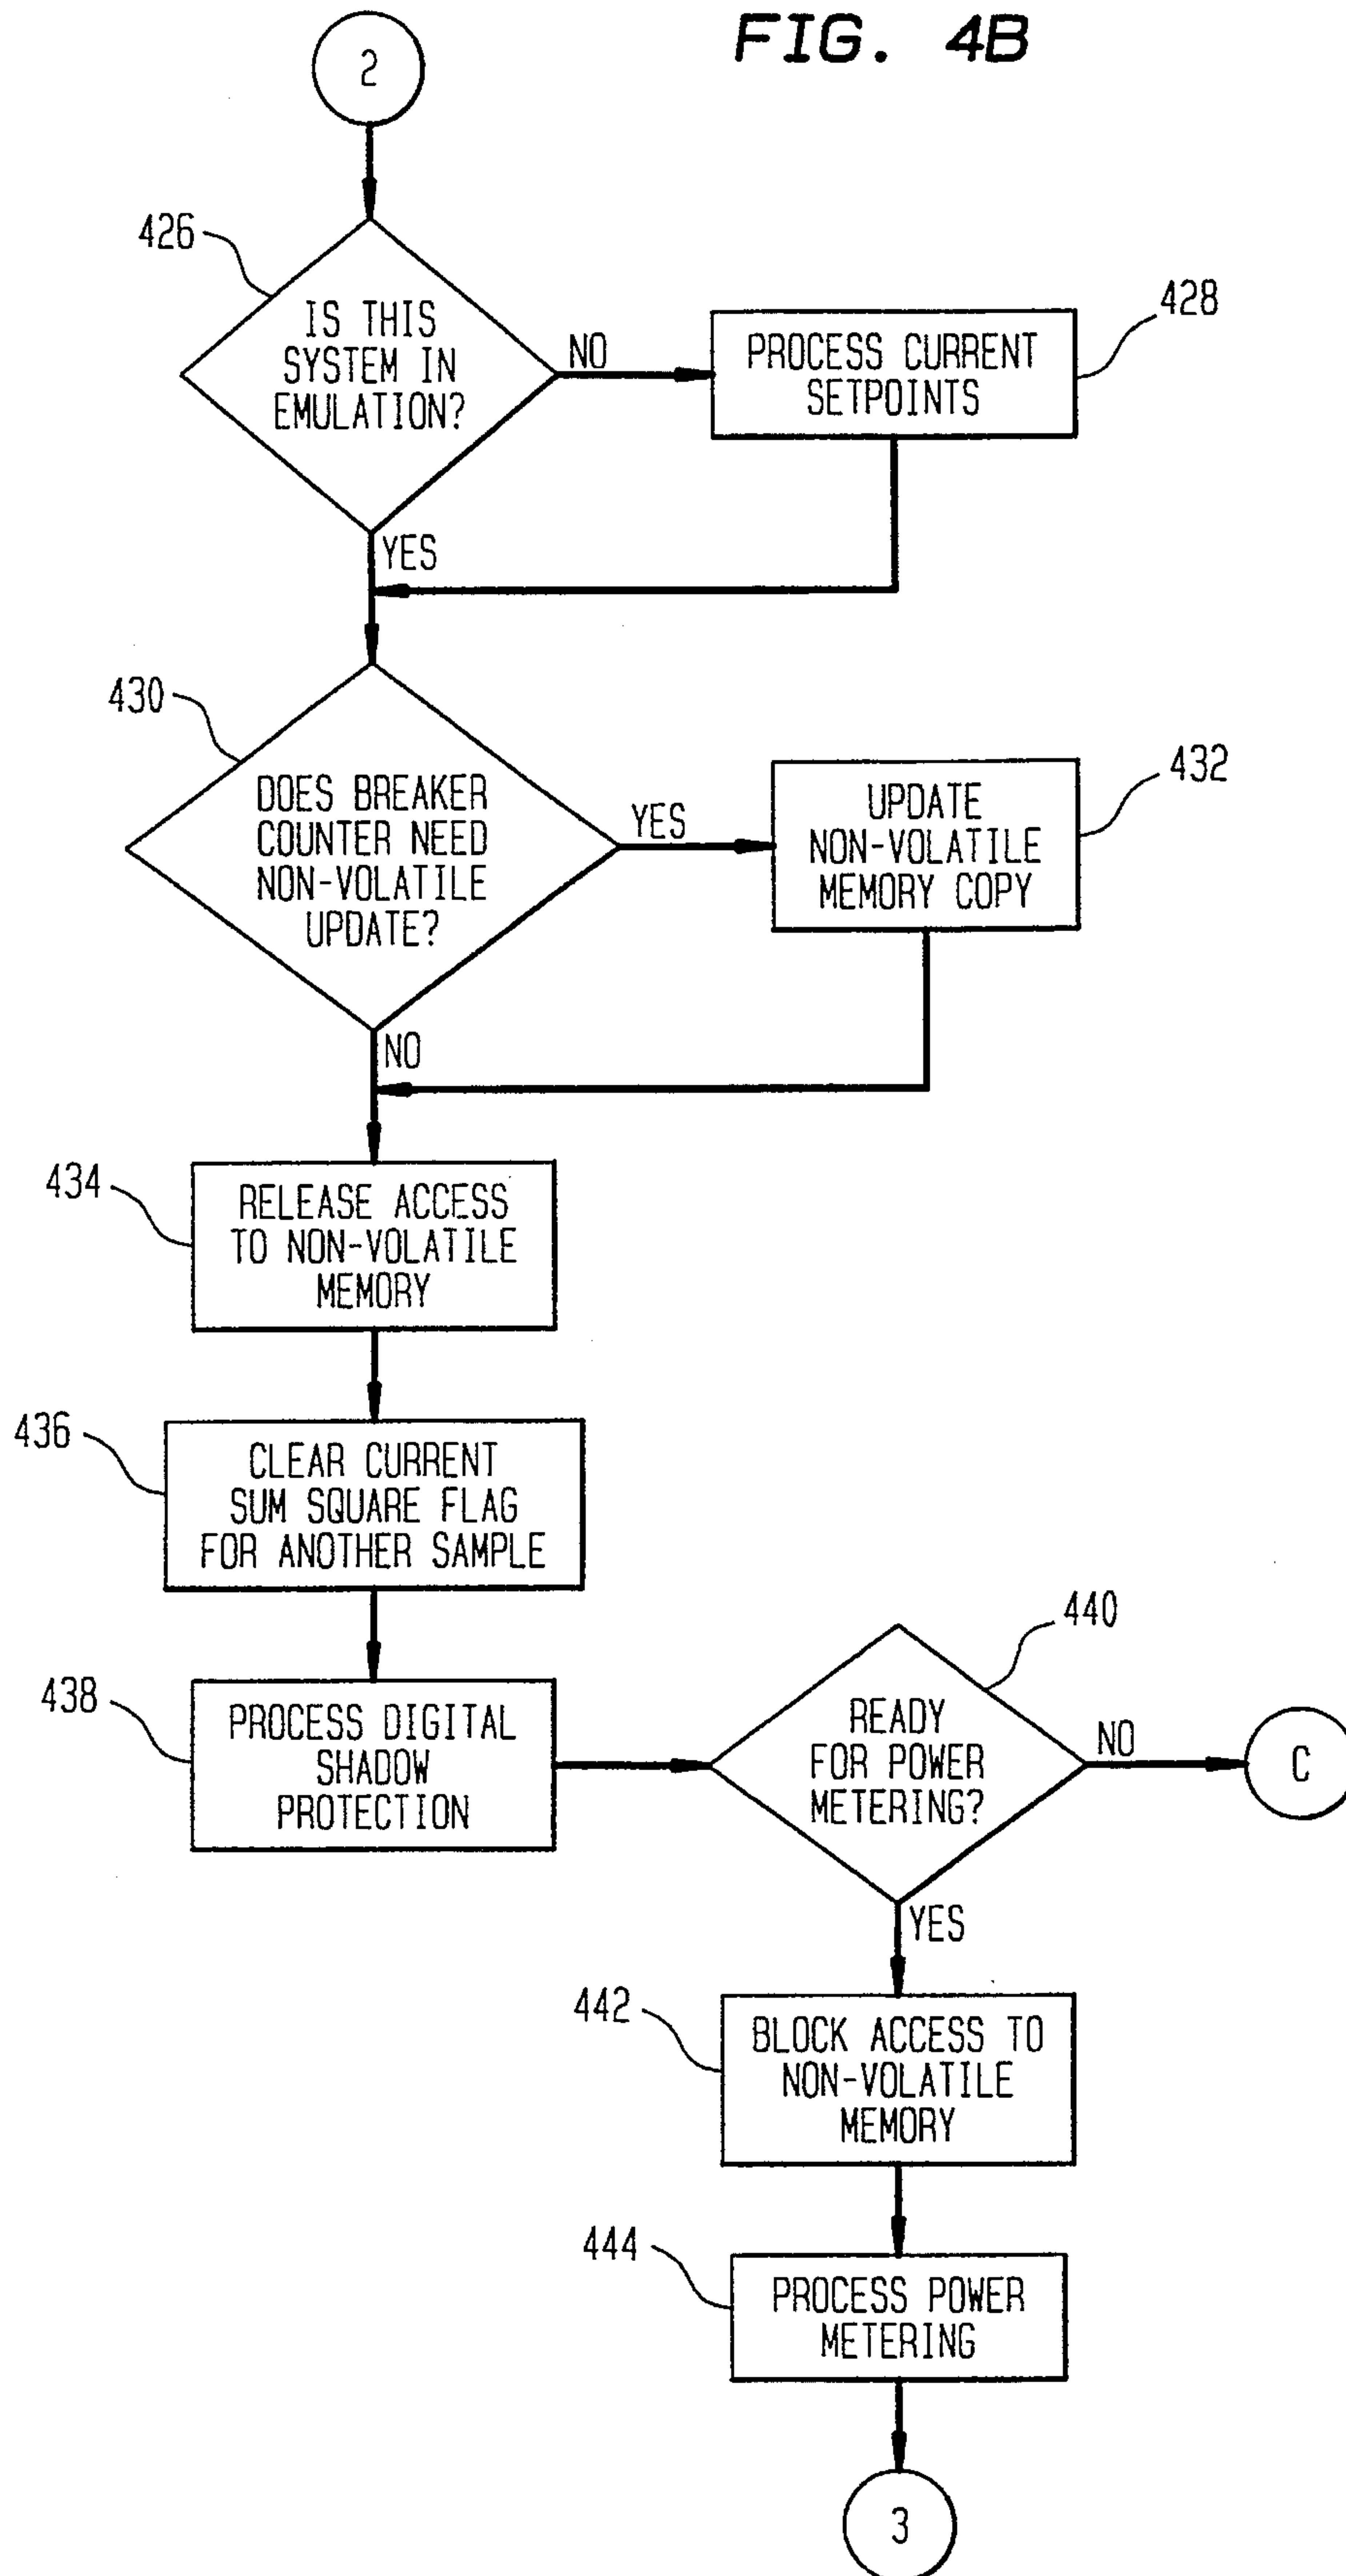 FIG. 4B
2
426
IS THIS
SYSTEM IN
EMULATION?
NO
428
PROCESS CURRENT
SETPOINTS
YES
430
DOES BREAKER
COUNTER NEED
NON-VOLATILE
UPDATE?
YES
432
UPDATE
NON-VOLATILE
MEMORY COPY
NO
434
RELEASE ACCESS
TO NON-VOLATILE
MEMORY
436
CLEAR CURRENT
SUM SQUARE FLAG
FOR ANOTHER SAMPLE
438
PROCESS DIGITAL
SHADOW
PROTECTION
440
READY
FOR POWER
METERING?
NO
C
YES
442
BLOCK ACCESS TO
NON-VOLATILE
MEMORY
444
PROCESS POWER
METERING
3